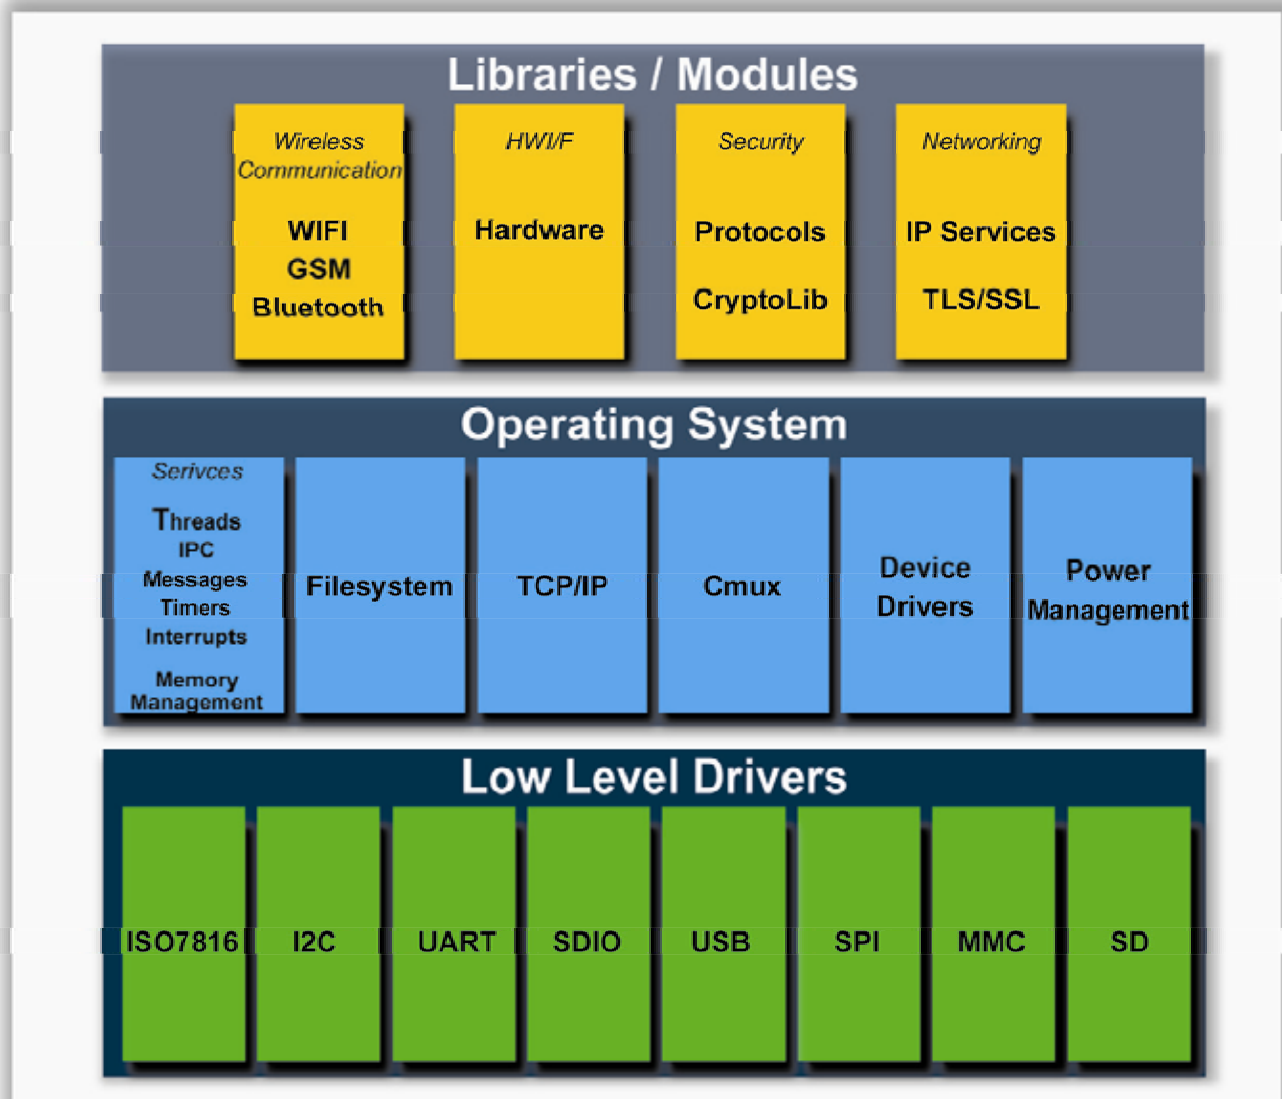 Libraries / Modules
Wireless
Communication
WIFI
GSM
Bluetooth
HWI/F
Hardware
Security
Protocols
CryptoLib
Networking
IP Services
TLS/SSL
Operating System
Serivces
Threads
IPC
Messages
Timers
Interrupts
Memory
Management
Filesystem
TCP/IP
Cmux
Device
Drivers
Power
Management
Low Level Drivers
ISO7816
I2C
UART
SDIO
USB
SPI
MMC
SD